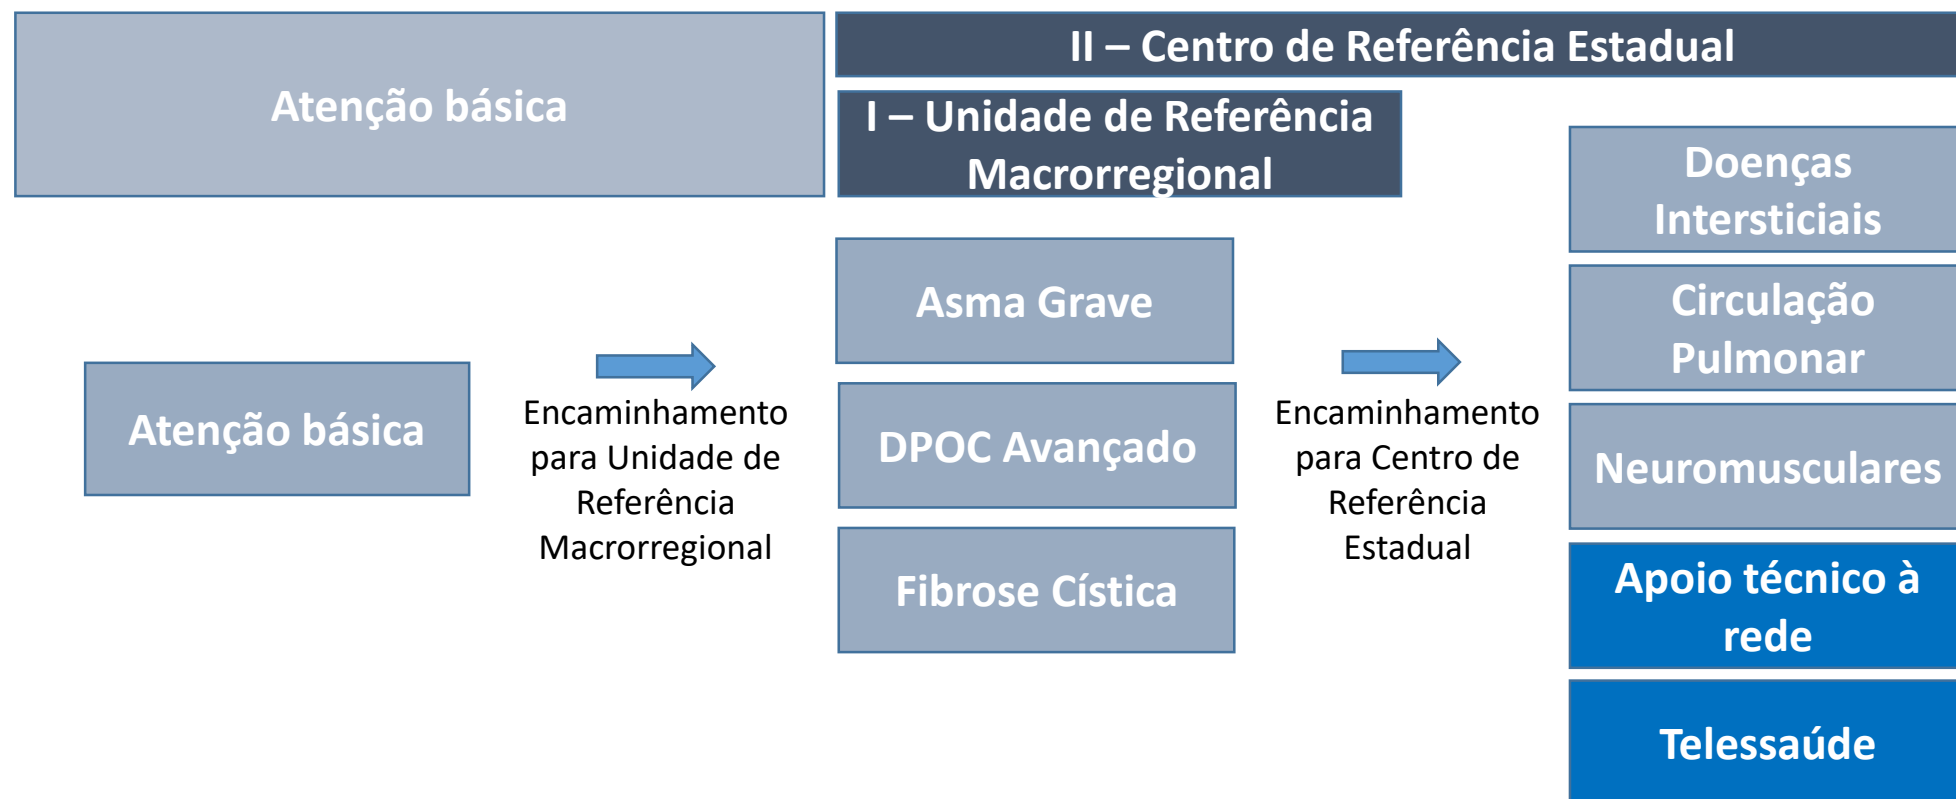 Atenção básica
II – Centro de Referência Estadual
I – Unidade de Referência
Macrorregional
Atenção básica
Encaminhamento
para Unidade de
Referência
Macrorregional
Asma Grave
DPOC Avançado
Fibrose Cística
Encaminhamento
para Centro de
Referência
Estadual
Doenças
Intersticiais
Circulação
Pulmonar
Neuromusculares
Apoio técnico à
rede
Telessaúde